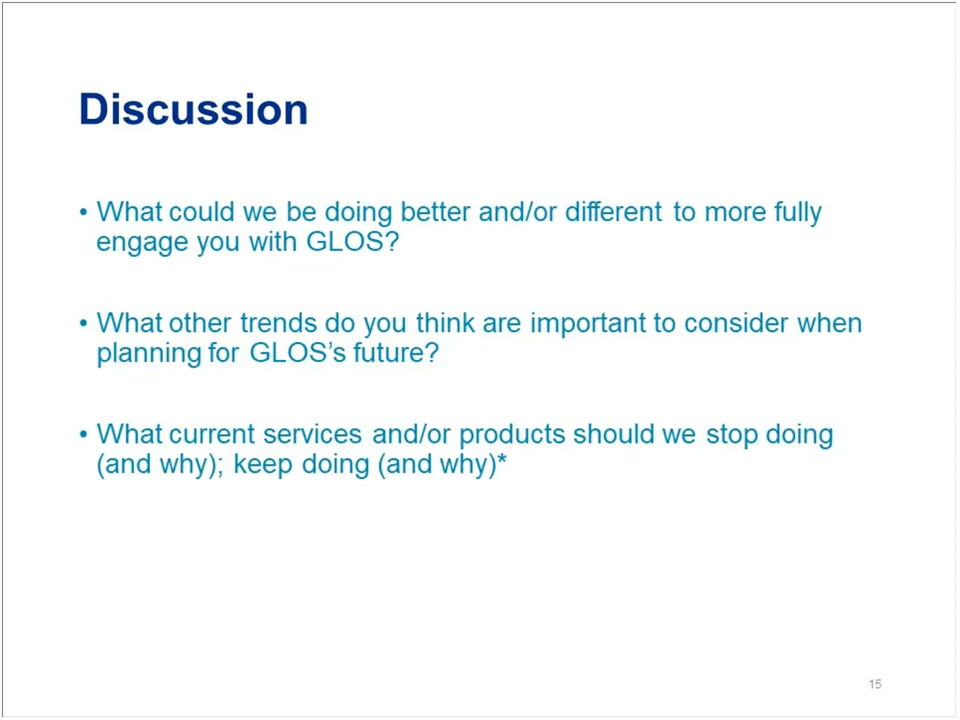 Discussion
• What could we be doing better and/or different to more fully
engage you with GLOS?
• What other trends do you think are important to consider when
planning for GLOS’s future?
• What current services and/or products should we stop doing
(and why); keep doing (and why)*
15